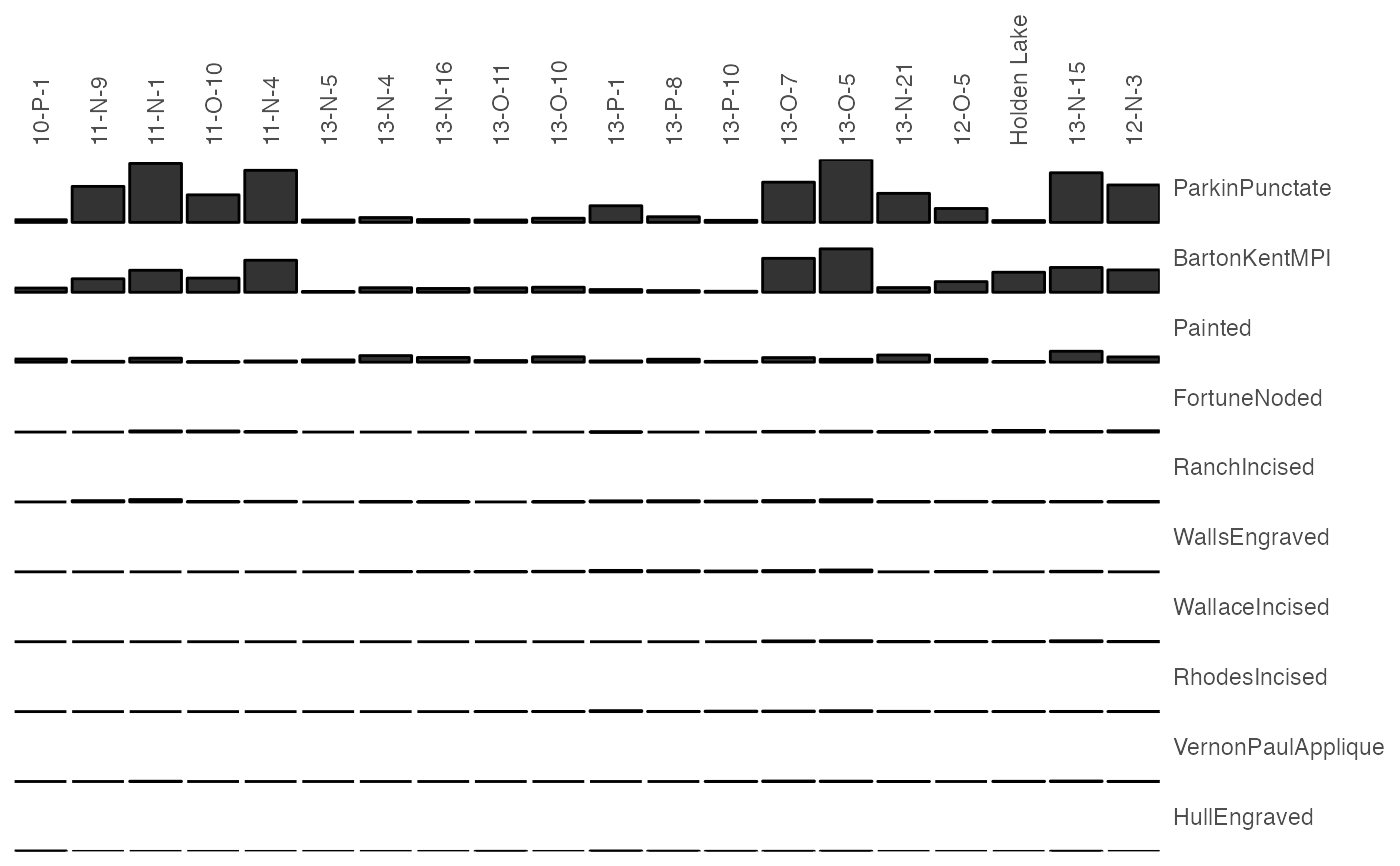 10-P-1
11-N-9
11-N-1
11-O-10
11-N-4
13-N-5
13-N-4
13-N-16
13-O-11
13-O-10
13-P-1
13-P-8
13-P-10
13-O-7
13-O-5
13-N-21
12-O-5
Holden Lake
13-N-15
12-N-3
ParkinPunctate
BartonKentMPI
Painted
FortuneNoded
RanchIncised
WallsEngraved
WallaceIncised
RhodesIncised
VernonPaulApplique
HullEngraved